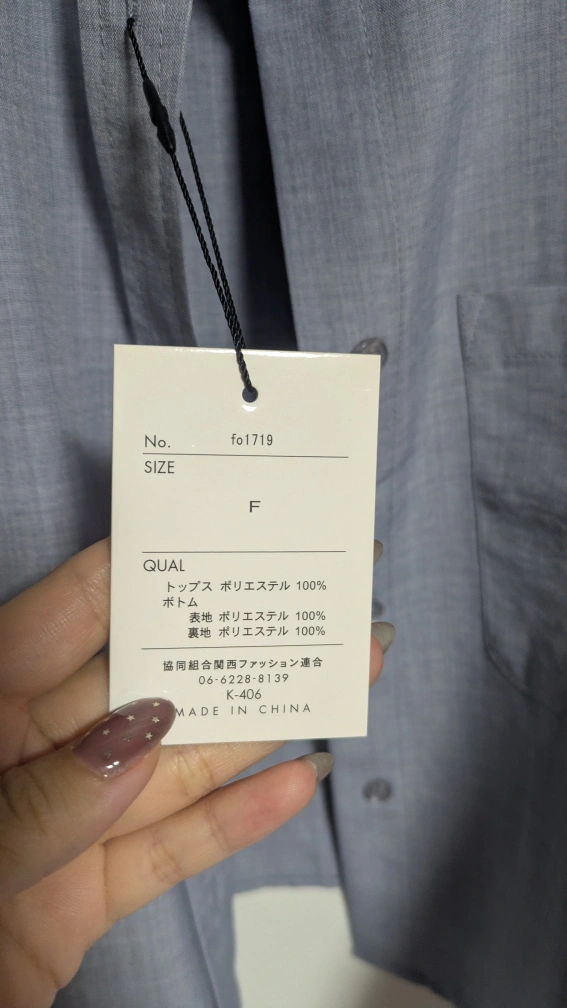 No. fo1719
SIZE
F
QUAL
トップス ポリエステル 100%
ボトム
表地 ポリエステル 100%
裏地 ポリエステル 100%
協同組合関西ファッション連合
06-6228-8139
K-406
MADE IN CHINA